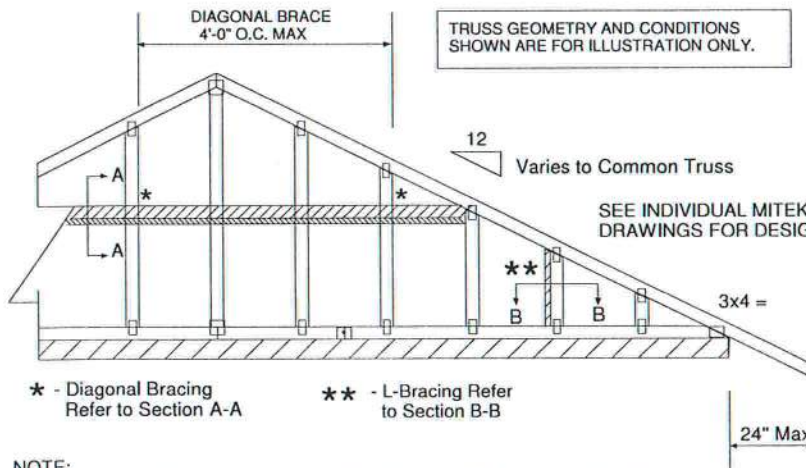 DIAGONAL BRACE
4'-0" O.C. MAX
TRUSS GEOMETRY AND CONDITIONS
SHOWN ARE FOR ILLUSTRATION ONLY.
12
Varies to Common Truss
A
*
*
SEE INDIVIDUAL MITEK
DRAWINGS FOR DESIG
A
**
B
B
3x4 =
* - Diagonal Bracing
Refer to Section A-A
** - L-Bracing Refer
to Section B-B
24" Max
NOTE: